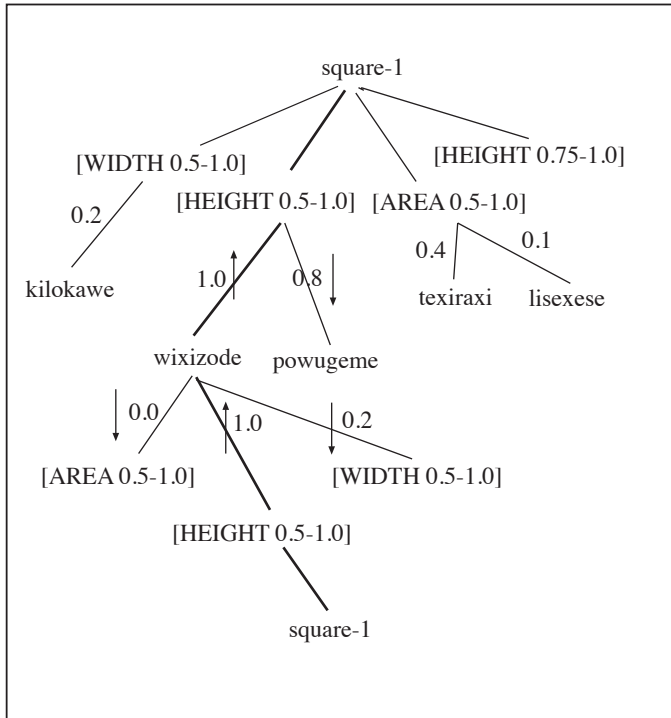 square-1
[WIDTH 0.5-1.0]
[HEIGHT 0.75-1.0]
[HEIGHT 0.5-1.0]
[AREA 0.5-1.0]
0.2
0.4
0.1
1.0
0.8
kilokawe
texiraxi
lisexese
wixizode
powugeme
0.0
1.0
0.2
[AREA 0.5-1.0]
[WIDTH 0.5-1.0]
[HEIGHT 0.5-1.0]
square-1